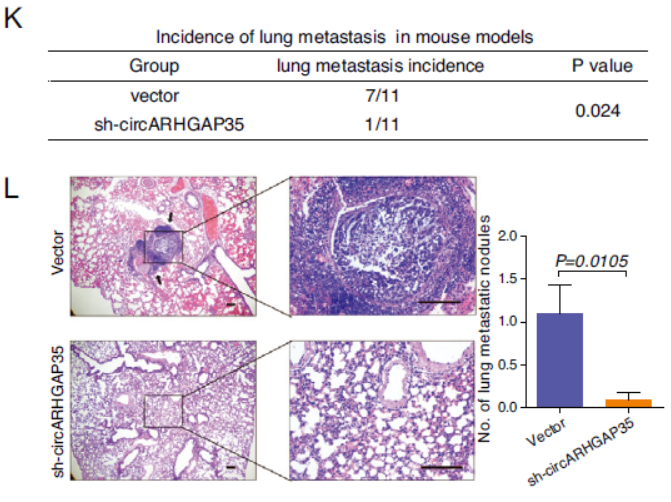 K
Incidence of lung metastasis in mouse models
Group lung metastasis incidence P value
vector 7/11
0.024
sh-circARHGAP35 1/11
L
Vector
sh-circARHGAP35
No. of lung metastatic nodules
2.0
1.5
1.0
0.5
0.0
P=0.0105
Vector
sh-circARHGAP35